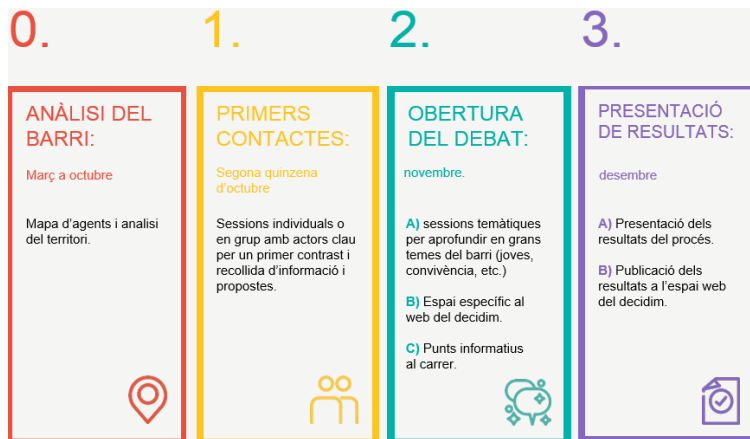 0.
ANÀLISI DEL
BARRI:
Març a octubre
Mapa d'agents i analisi
del territori.
1.
PRIMERS
CONTACTES:
Segona quinzena
d'octubre
Sessions individuals o
en grup amb actors clau
per un primer contrast i
recollida d'informació i
propostes.
2.
OBERTURA
DEL DEBAT:
novembre.
A) sessions temàtiques
per aprofundir en grans
temes del barri (joves,
convivència, etc.)
B) Espai específic al
web del decidim.
C) Punts informatius
al carrer.
3.
PRESENTACIÓ
DE RESULTATS:
desembre
A) Presentació dels
resultats del procés.
B) Publicació dels
resultats a l'espai web
del decidim.